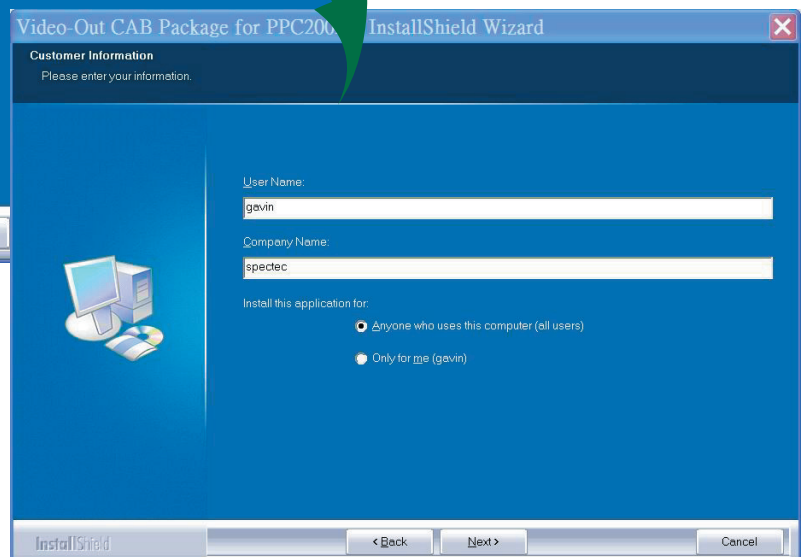 Video-Out CAB Package for PPC200 InstallShield Wizard
Customer Information
Please enter your information.
User Name:
gavin
Company Name:
spectec
Install this application for:
Anyone who uses this computer (all users)
Only for me (gavin)
InstallShield
< Back
Next >
Cancel